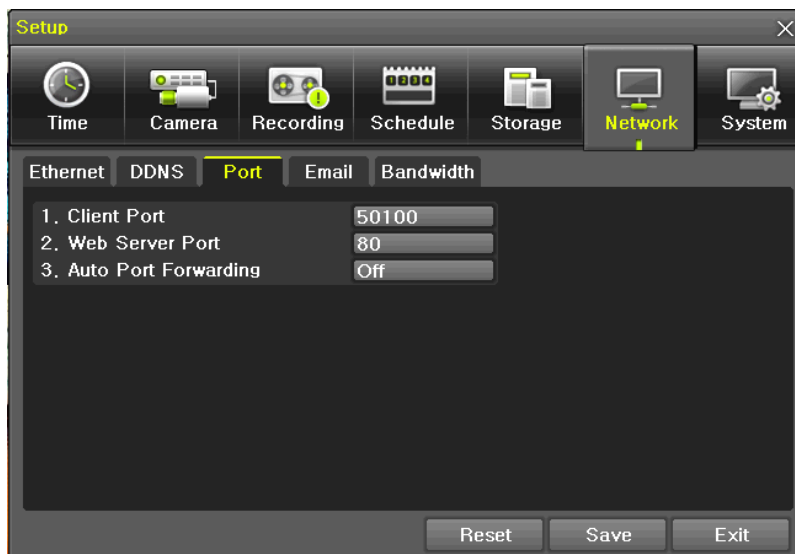 Setup
Time Camera Recording Schedule Storage Network System
Ethernet DDNS Port Email Bandwidth
1. Client Port 50100
2. Web Server Port 80
3. Auto Port Forwarding Off
Reset Save Exit